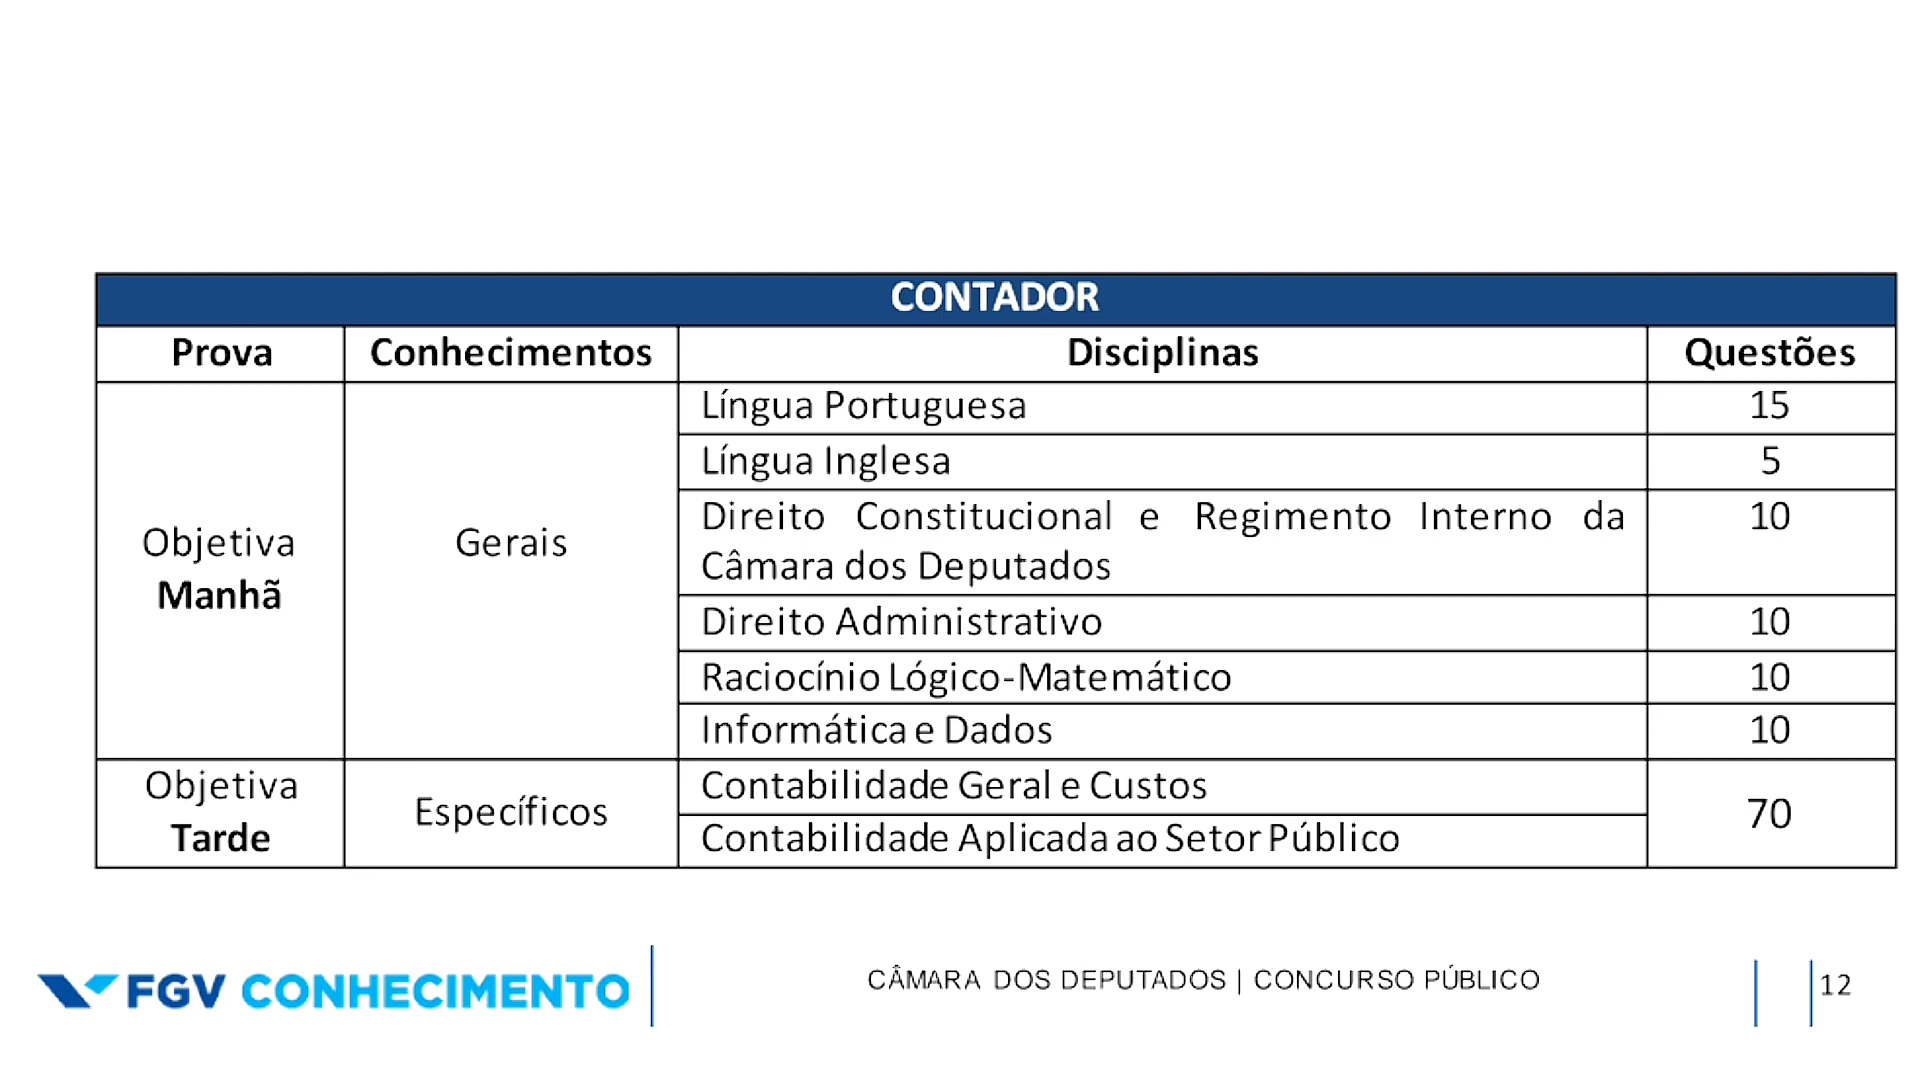 CONTADOR
Prova Conhecimentos Disciplinas Questões
Objetiva
Manhã
Gerais
Língua Portuguesa 15
Língua Inglesa 5
Direito Constitucional e Regimento Interno da 10
Câmara dos Deputados
Direito Administrativo 10
Raciocínio Lógico-Matemático 10
Informática e Dados 10
Objetiva
Tarde
Específicos
Contabilidade Geral e Custos
Contabilidade Aplicada ao Setor Público
70
FGV CONHECIMENTO
CÂMARA DOS DEPUTADOS | CONCURSO PÚBLICO
12